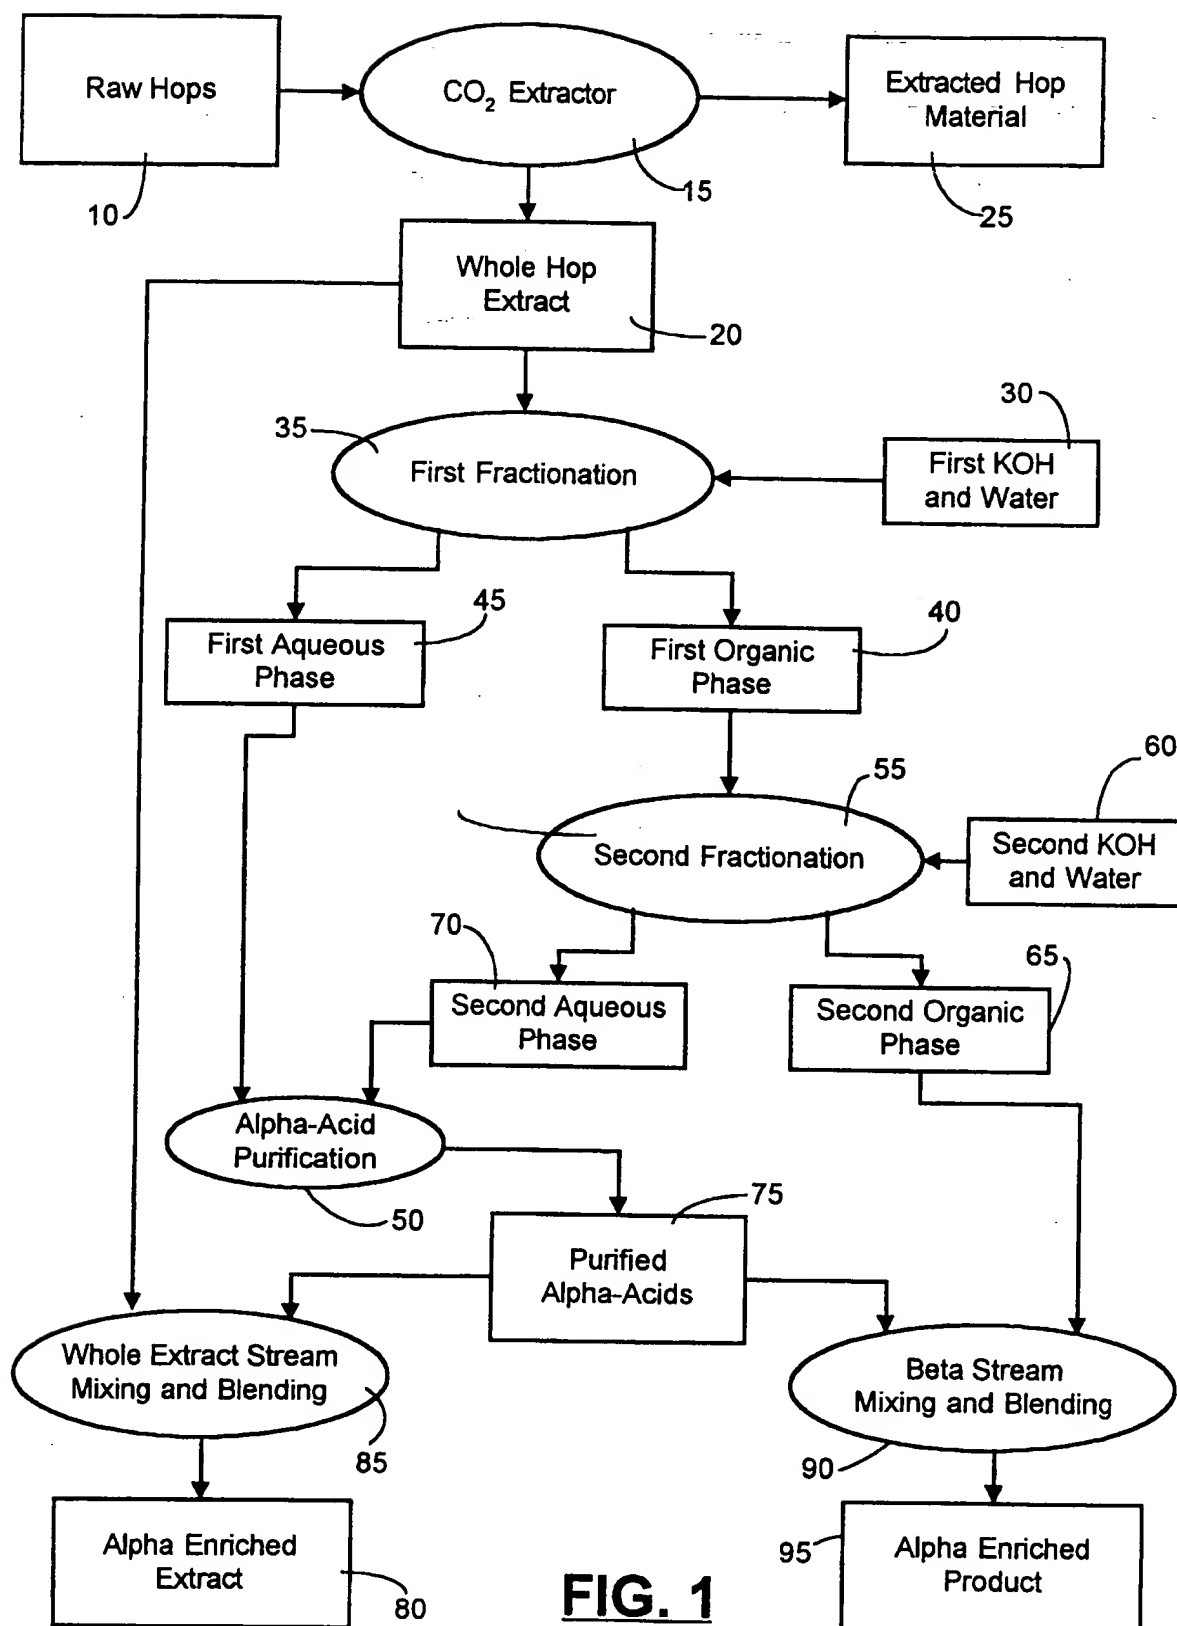 Raw Hops
CO₂ Extractor
Extracted Hop
Material
10
15
25
Whole Hop
Extract
20
30
35
First Fractionation
First KOH
and Water
45
40
First Aqueous
Phase
First Organic
Phase
60
55
Second Fractionation
Second KOH
and Water
70
65
Second Aqueous
Phase
Second Organic
Phase
Alpha-Acid
Purification
50
75
Purified
Alpha-Acids
Whole Extract Stream
Mixing and Blending
85
Beta Stream
Mixing and Blending
90
Alpha Enriched
Extract
80
95
Alpha Enriched
Product
FIG. 1